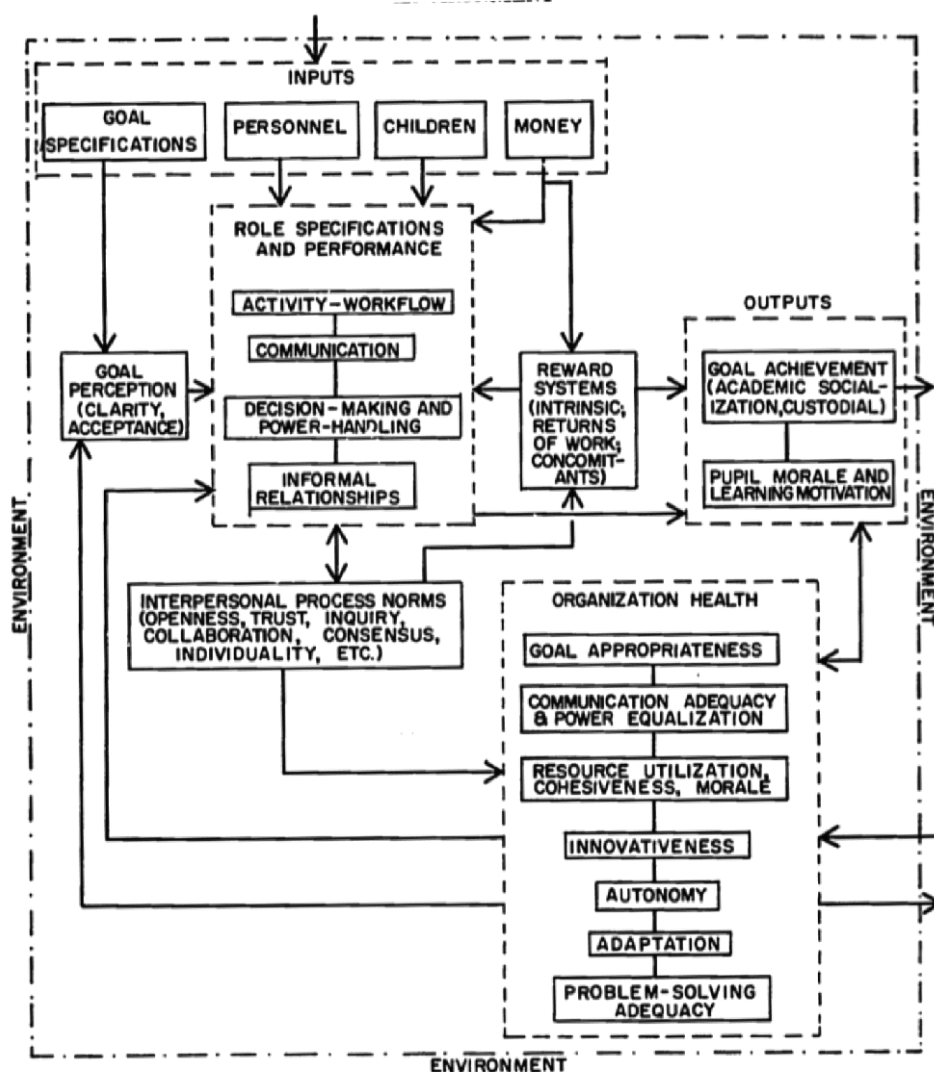 INPUTS
GOAL
SPECIFICATIONS
PERSONNEL
CHILDREN
MONEY
ROLE SPECIFICATIONS
AND PERFORMANCE
ACTIVITY-WORKFLOW
COMMUNICATION
DECISION-MAKING AND
POWER-HANDLING
INFORMAL
RELATIONSHIPS
GOAL
PERCEPTION
(CLARITY,
ACCEPTANCE)
REWARD
SYSTEMS
(INTRINSIC;
RETURNS
OF WORK;
CONCOMIT-
ANTS)
OUTPUTS
GOAL ACHIEVEMENT
(ACADEMIC SOCIAL-
IZATION, CUSTODIAL)
PUPIL MORALE AND
LEARNING MOTIVATION
INTERPERSONAL PROCESS NORMS
(OPENNESS, TRUST, INQUIRY,
COLLABORATION, CONSENSUS,
INDIVIDUALITY, ETC.)
ORGANIZATION HEALTH
GOAL APPROPRIATENESS
COMMUNICATION ADEQUACY
& POWER EQUALIZATION
RESOURCE UTILIZATION,
COHESIVENESS, MORALE
INNOVATIVENESS
AUTONOMY
ADAPTATION
PROBLEM-SOLVING
ADEQUACY
ENVIRONMENT
ENVIRONMENT
ENVIRONMENT